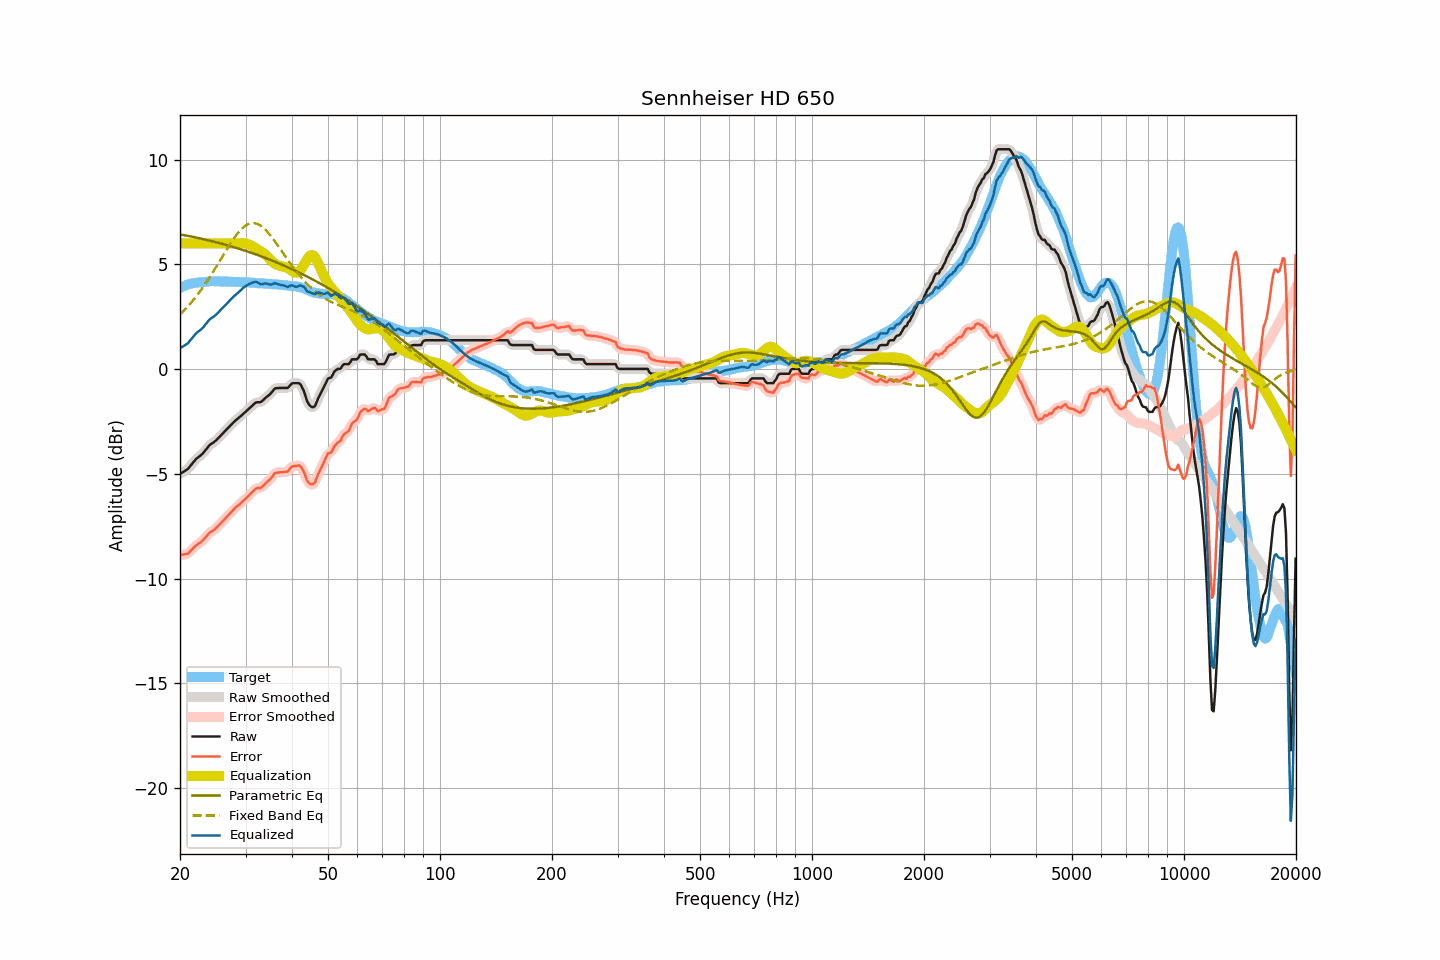 Sennheiser HD 650
Amplitude (dBr)
10
5
0
−5
−10
−15
−20
Target
Raw Smoothed
Error Smoothed
Raw
Error
Equalization
Parametric Eq
Fixed Band Eq
Equalized
20 50 100 200 500 1000 2000 5000 10000 20000
Frequency (Hz)